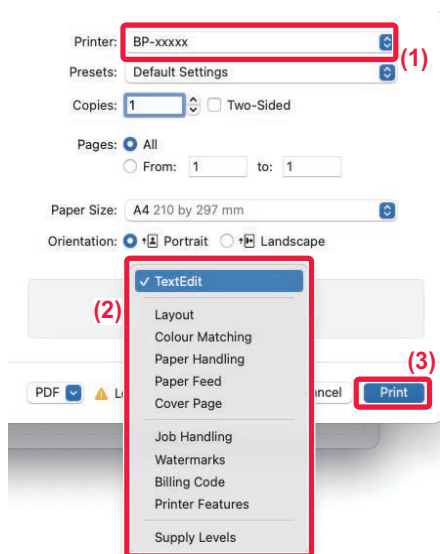 Printer: BP-xxxxx
(1)
Presets: Default Settings
Copies: 1 Two-Sided
Pages: All
From: 1 to: 1
Paper Size: A4 210 by 297 mm
Orientation: Portrait Landscape
(2)
✓ TextEdit
Layout
Colour Matching
Paper Handling
Paper Feed
Cover Page
Job Handling
Watermarks
Billing Code
Printer Features
Supply Levels
(3)
PDF L ncel Print